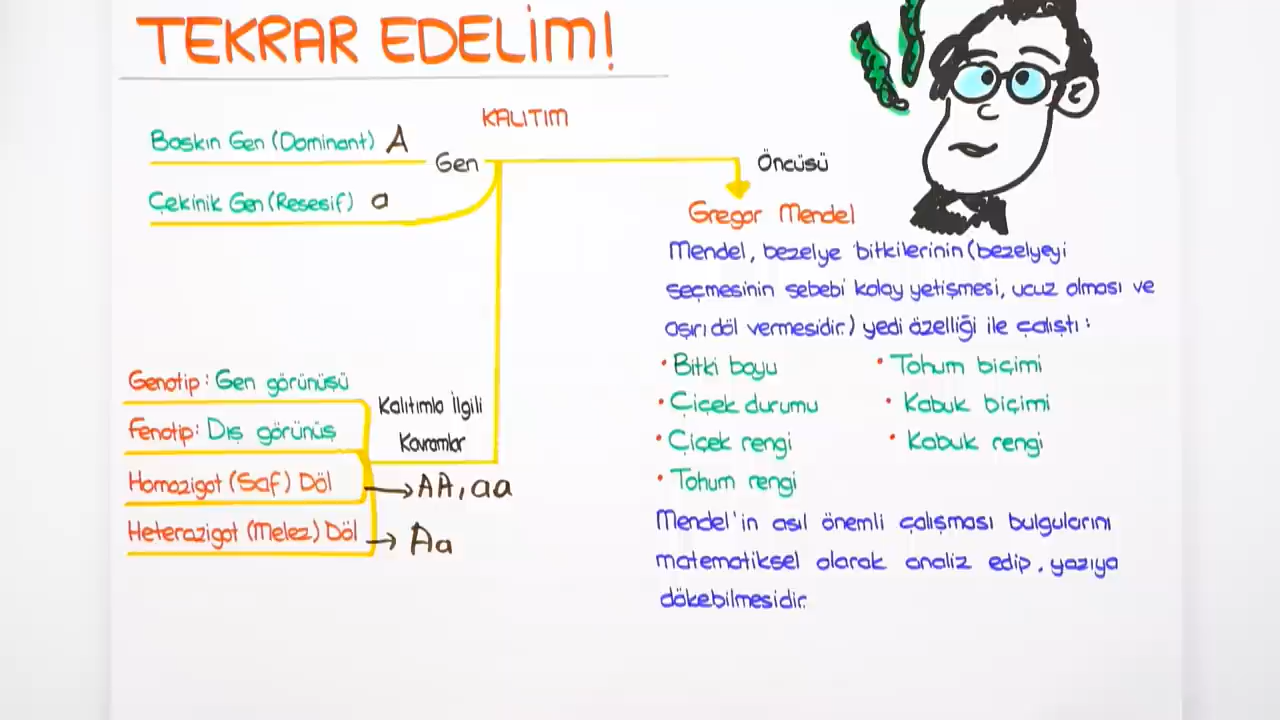 TEKRAR EDELİM!
KALITIM
Baskın Gen (Dominant) A
Gen
Çekinik Gen (Resesif) a
Öncüsü
Gregor Mendel
Mendel, bezelye bitkilerinin (bezelyeyi
seçmesinin sebebi kolay yetişmesi, ucuz olması ve
aşırı döl vermesidir.) yedi özelliği ile çalıştı :
• Bitki boyu
• Çiçek durumu
• Çiçek rengi
• Tohum rengi
• Tohum biçimi
• Kabuk biçimi
• Kabuk rengi
Mendel'in asıl önemli çalışması bulgularını
matematiksel olarak analiz edip, yazıya
dökebilmesidir.
Kalıtımla İlgili
Kavramlar
Genotip : Gen görünüşü
Fenotip : Dış görünüş
Homozigot (Saf) Döl → AA, aa
Heterazigot (Melez) Döl → Aa